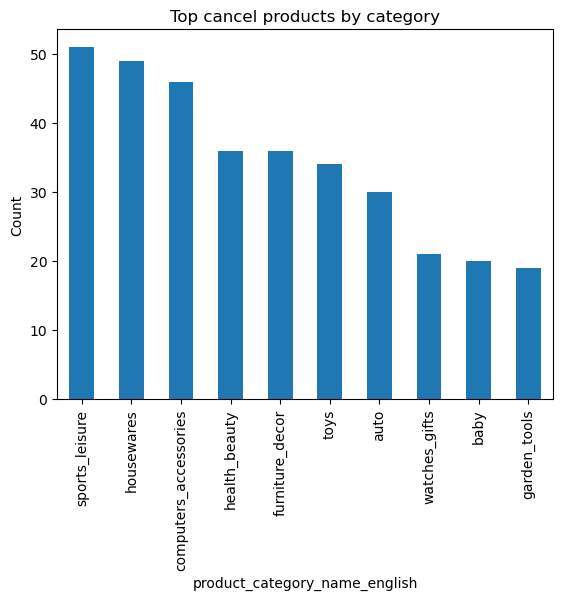 Top cancel products by category
Count
50
40
30
20
10
0
sports_leisure
housewares
computers_accessories
health_beauty
furniture_decor
toys
auto
watches_gifts
baby
garden_tools
product_category_name_english